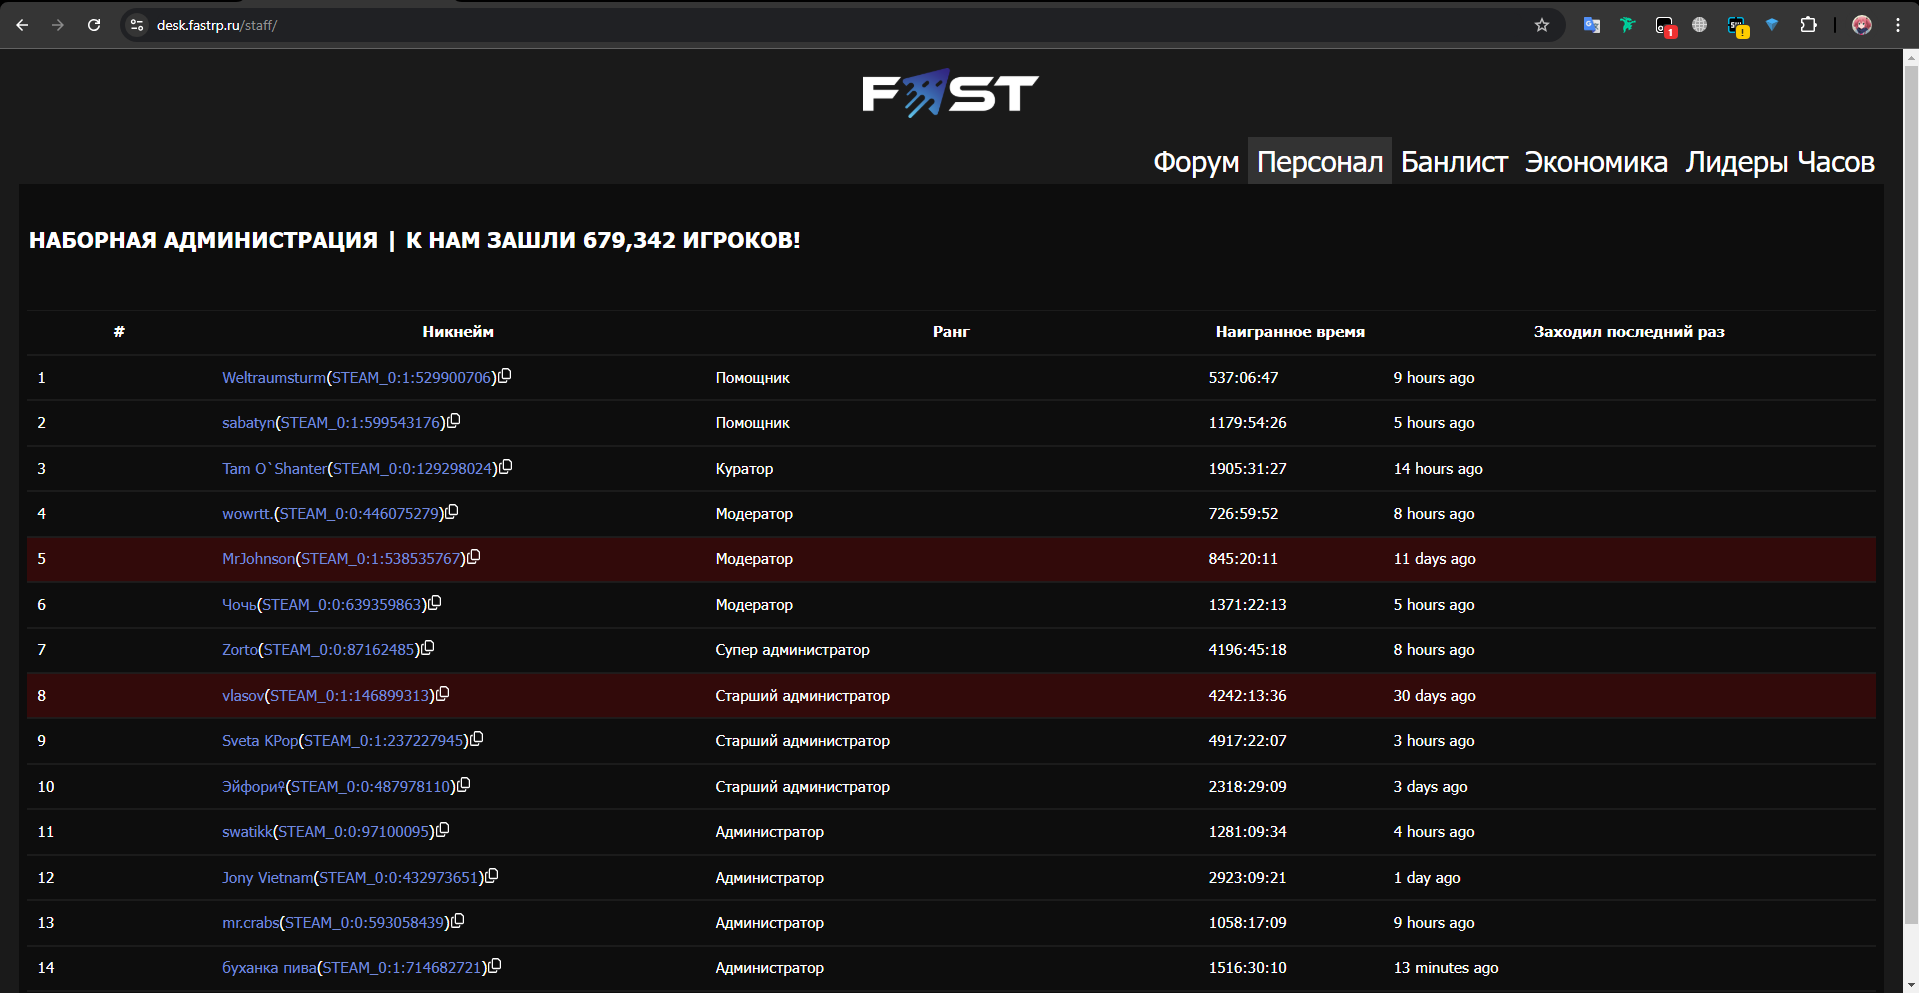 desk.fastrp.ru/staff/
1
FAST
Форум Персонал Банлист Экономика Лидеры Часов
НАБОРНАЯ АДМИНИСТРАЦИЯ | К НАМ ЗАШЛИ 679,342 ИГРОКОВ!
# Никнейм Ранг Наигранное время Заходил последний раз
1 Weltraumsturm(STEAM_0:1:529900706) Помощник 537:06:47 9 hours ago
2 sabatyn(STEAM_0:1:599543176) Помощник 1179:54:26 5 hours ago
3 Tam O`Shanter(STEAM_0:0:129298024) Куратор 1905:31:27 14 hours ago
4 wowrtt.(STEAM_0:0:446075279) Модератор 726:59:52 8 hours ago
5 MrJohnson(STEAM_0:1:538535767) Модератор 845:20:11 11 days ago
6 Чочь(STEAM_0:0:639359863) Модератор 1371:22:13 5 hours ago
7 Zorto(STEAM_0:0:87162485) Супер администратор 4196:45:18 8 hours ago
8 vlasov(STEAM_0:1:146899313) Старший администратор 4242:13:36 30 days ago
9 Sveta KPop(STEAM_0:1:237227945) Старший администратор 4917:22:07 3 hours ago
10 (STEAM_0:0:487978110) Старший администратор 2318:29:09 3 days ago
11 swatikk(STEAM_0:0:97100095) Администратор 1281:09:34 4 hours ago
12 Jony Vietnam(STEAM_0:0:432973651) Администратор 2923:09:21 1 day ago
13 mr.crabs(STEAM_0:0:593058439) Администратор 1058:17:09 9 hours ago
14 буханка пива(STEAM_0:1:714682721) Администратор 1516:30:10 13 minutes ago